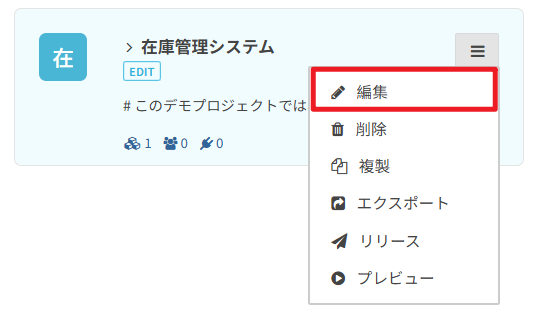 在
在庫管理システム
EDIT
# このデモプロジェクトでは
1 0 0
編集
削除
複製
エクスポート
リリース
プレビュー